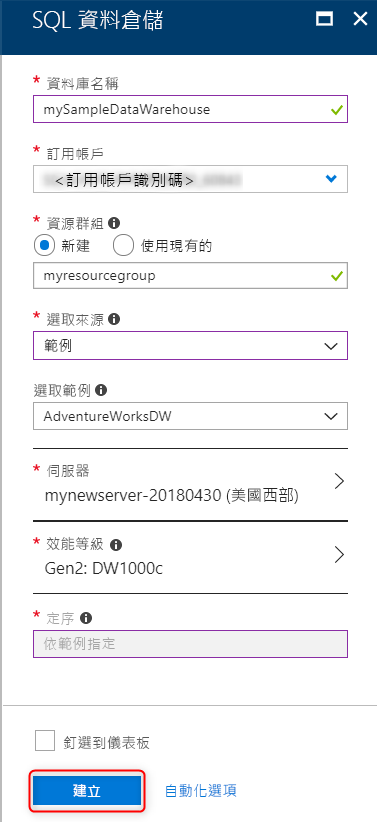 SQL 資料倉儲
* 資料庫名稱
mySampleDataWarehouse
* 訂用帳戶
<訂用帳戶識別碼>
* 資源群組
新建 使用現有的
myresourcegroup
* 選取來源
範例
選取範例
AdventureWorksDW
* 伺服器
mynewserver-20180430 (美國西部)
* 效能等級
Gen2: DW1000c
* 定序
依範例指定
釘選到儀表板
建立 自動化選項